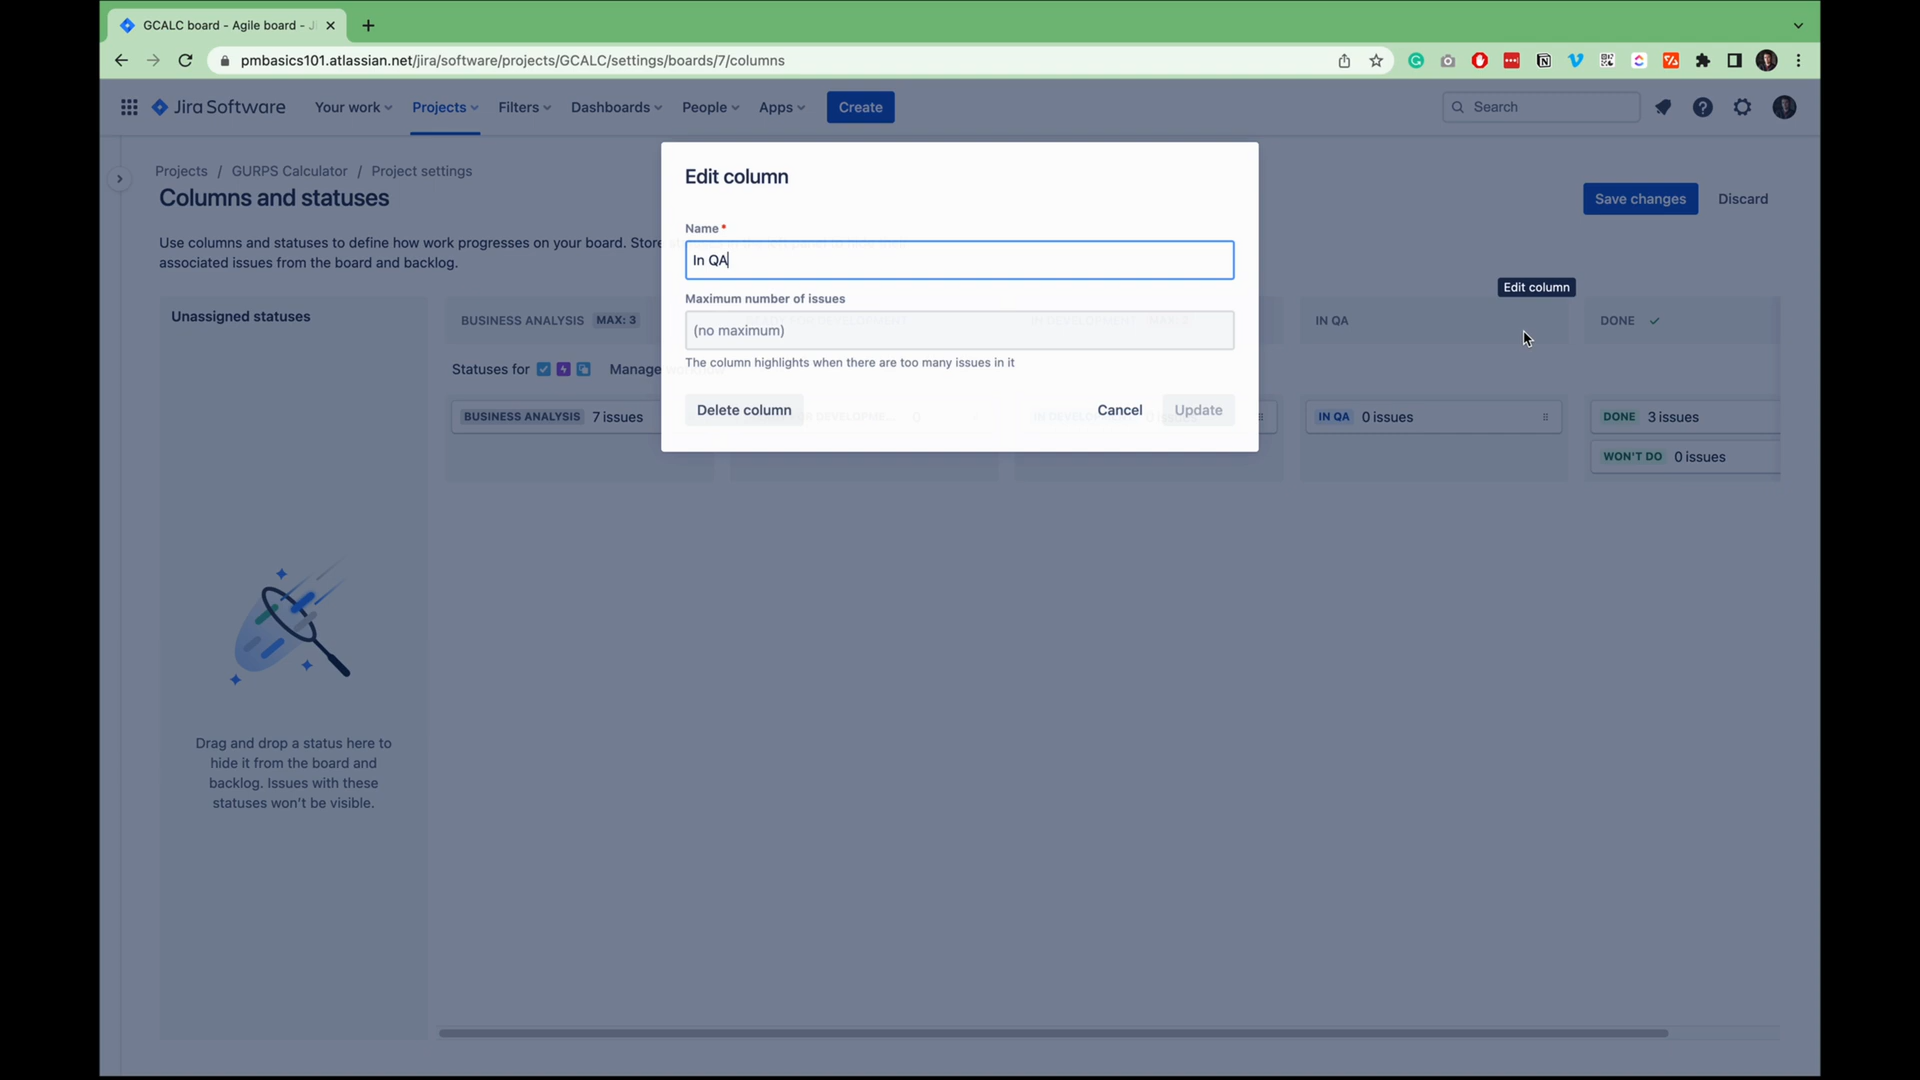 GCALC board - Agile board - Ji
pmbasics101.atlassian.net/jira/software/projects/GCALC/settings/boards/7/columns
Jira Software
Your work
Projects
Filters
Dashboards
People
Apps
Create
Search
Projects / GURPS Calculator / Project settings
Columns and statuses
Save changes
Discard
Use columns and statuses to define how work progresses on your board. Store
associated issues from the board and backlog.
Edit column
Name *
In QA
Maximum number of issues
(no maximum)
The column highlights when there are too many issues in it
Delete column
Cancel
Update
Edit column
Unassigned statuses
BUSINESS ANALYSIS MAX: 3
IN QA
DONE
Statuses for
Manage
BUSINESS ANALYSIS 7 issues
IN QA 0 issues
DONE 3 issues
WON'T DO 0 issues
Drag and drop a status here to
hide it from the board and
backlog. Issues with these
statuses won't be visible.